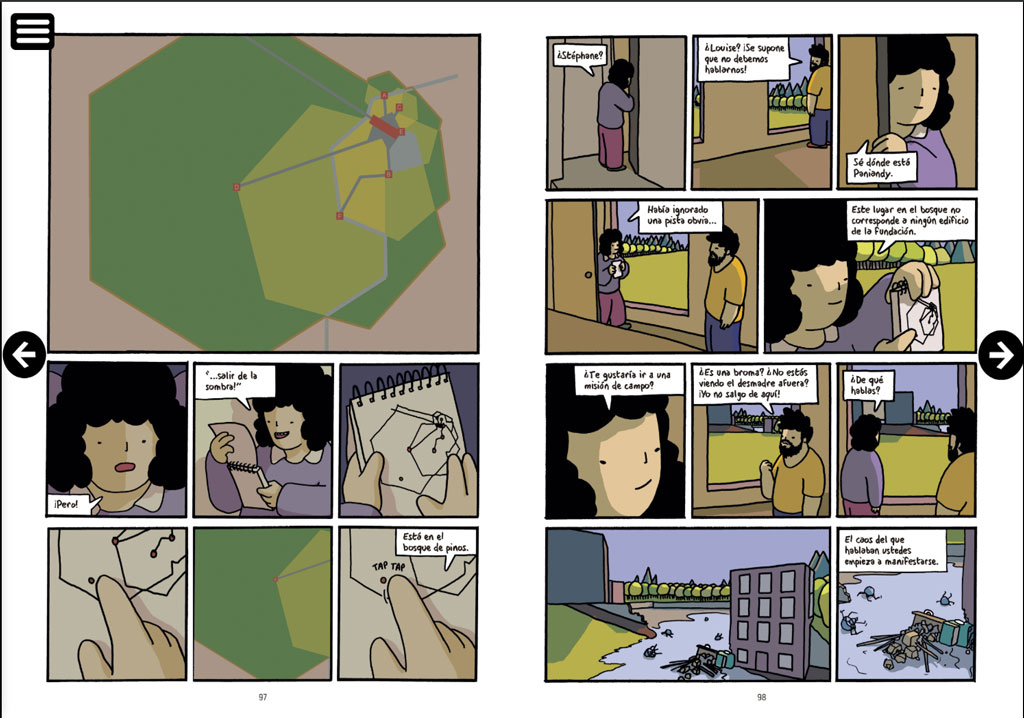 A
C
E
D
B
¡Pero!
"...salir de la
sombra!"
Está en el
bosque de pinos.
TAP TAP
97
¿Stéphane?
¿Louise? ¡Se supone
que no debemos
hablarnos!
Sé dónde está
Paniandy.
Había ignorado
una pista obvia...
Este lugar en el bosque no
corresponde a ningún edificio
de la fundación.
¿Te gustaría ir a una
misión de campo?
¿Es una broma? ¿No estás
viendo el desmadre afuera?
¡Yo no salgo de aquí!
¿De qué
hablas?
El caos del que
hablaban ustedes
empieza a manifestarse.
98